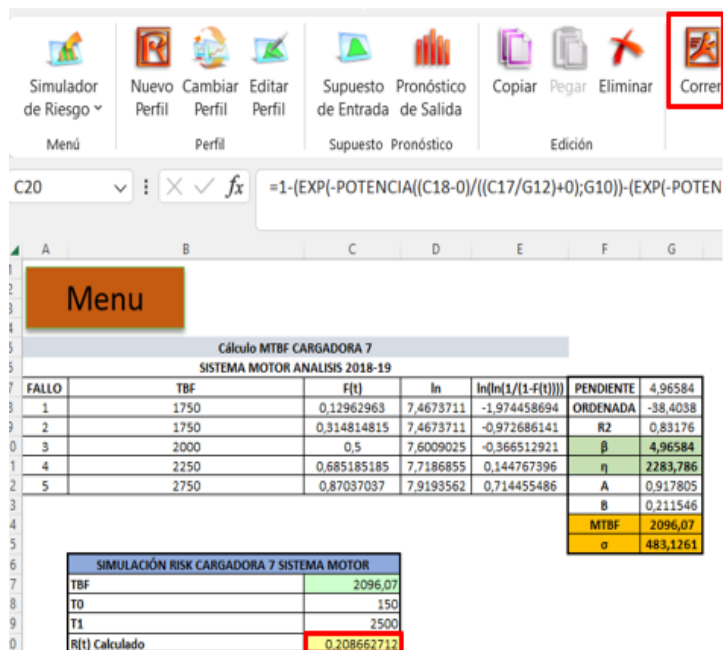 Simulador de Riesgo
Nuevo Perfil
Cambiar Perfil
Editar Perfil
Supuesto de Entrada
Pronóstico de Salida
Copiar
Pegar
Eliminar
Correr
Menú
Perfil
Supuesto Pronóstico
Edición
C20 fx =1-(EXP(-POTENCIA((C18-0)/((C17/G12)+0);G10))-(EXP(-POTEN
A B C D E F G
Menu
Cálculo MTBF CARGADORA 7
SISTEMA MOTOR ANALISIS 2018-19
FALLO TBF F(t) ln ln(ln(1/(1-F(t)))) PENDIENTE 4,96584
1 1750 0,12962963 7,4673711 -1,974458694 ORDENADA -38,4038
2 1750 0,314814815 7,4673711 -0,972686141 R2 0,83176
3 2000 0,5 7,6009025 -0,366512921 β 4,96584
4 2250 0,685185185 7,7186855 0,144767396 η 2283,786
5 2750 0,87037037 7,9193562 0,714455486 A 0,917805
B 0,211546
MTBF 2096,07
σ 483,1261
SIMULACIÓN RISK CARGADORA 7 SISTEMA MOTOR
TBF 2096,07
T0 150
T1 2500
R(t) Calculado 0,208662712